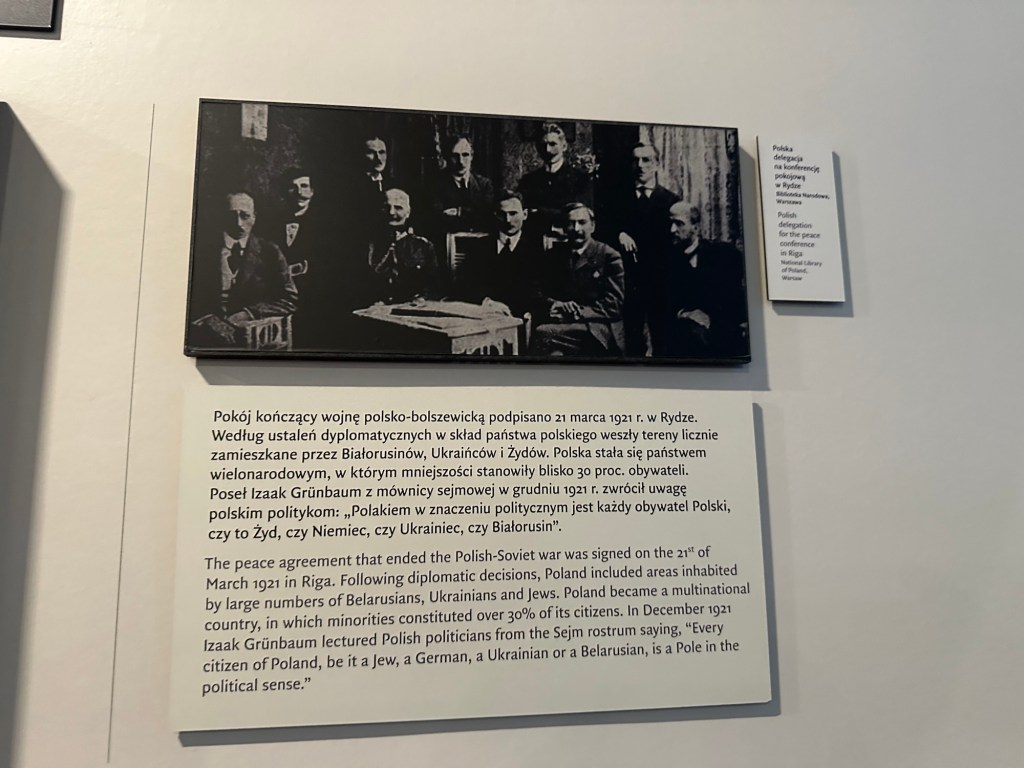 Polska
delegacja
na konferencję
pokojową
w Rydze
Biblioteka Narodowa,
Warszawa
Polish
delegation
for the peace
conference
in Riga
National Library
of Poland,
Warsaw
Pokój kończący wojnę polsko-bolszewicką podpisano 21 marca 1921 r. w Rydze.
Według ustaleń dyplomatycznych w skład państwa polskiego weszły tereny licznie
zamieszkane przez Białorusinów, Ukraińców i Żydów. Polska stała się państwem
wielonarodowym, w którym mniejszości stanowiły blisko 30 proc. obywateli.
Poseł Izaak Grünbaum z mównicy sejmowej w grudniu 1921 r. zwrócił uwagę
polskim politykom: „Polakiem w znaczeniu politycznym jest każdy obywatel Polski,
czy to Żyd, czy Niemiec, czy Ukrainiec, czy Białorusin”.
The peace agreement that ended the Polish-Soviet war was signed on the 21st of
March 1921 in Riga. Following diplomatic decisions, Poland included areas inhabited
by large numbers of Belarusians, Ukrainians and Jews. Poland became a multinational
country, in which minorities constituted over 30% of its citizens. In December 1921
Izaak Grünbaum lectured Polish politicians from the Sejm rostrum saying, “Every
citizen of Poland, be it a Jew, a German, a Ukrainian or a Belarusian, is a Pole in the
political sense.”